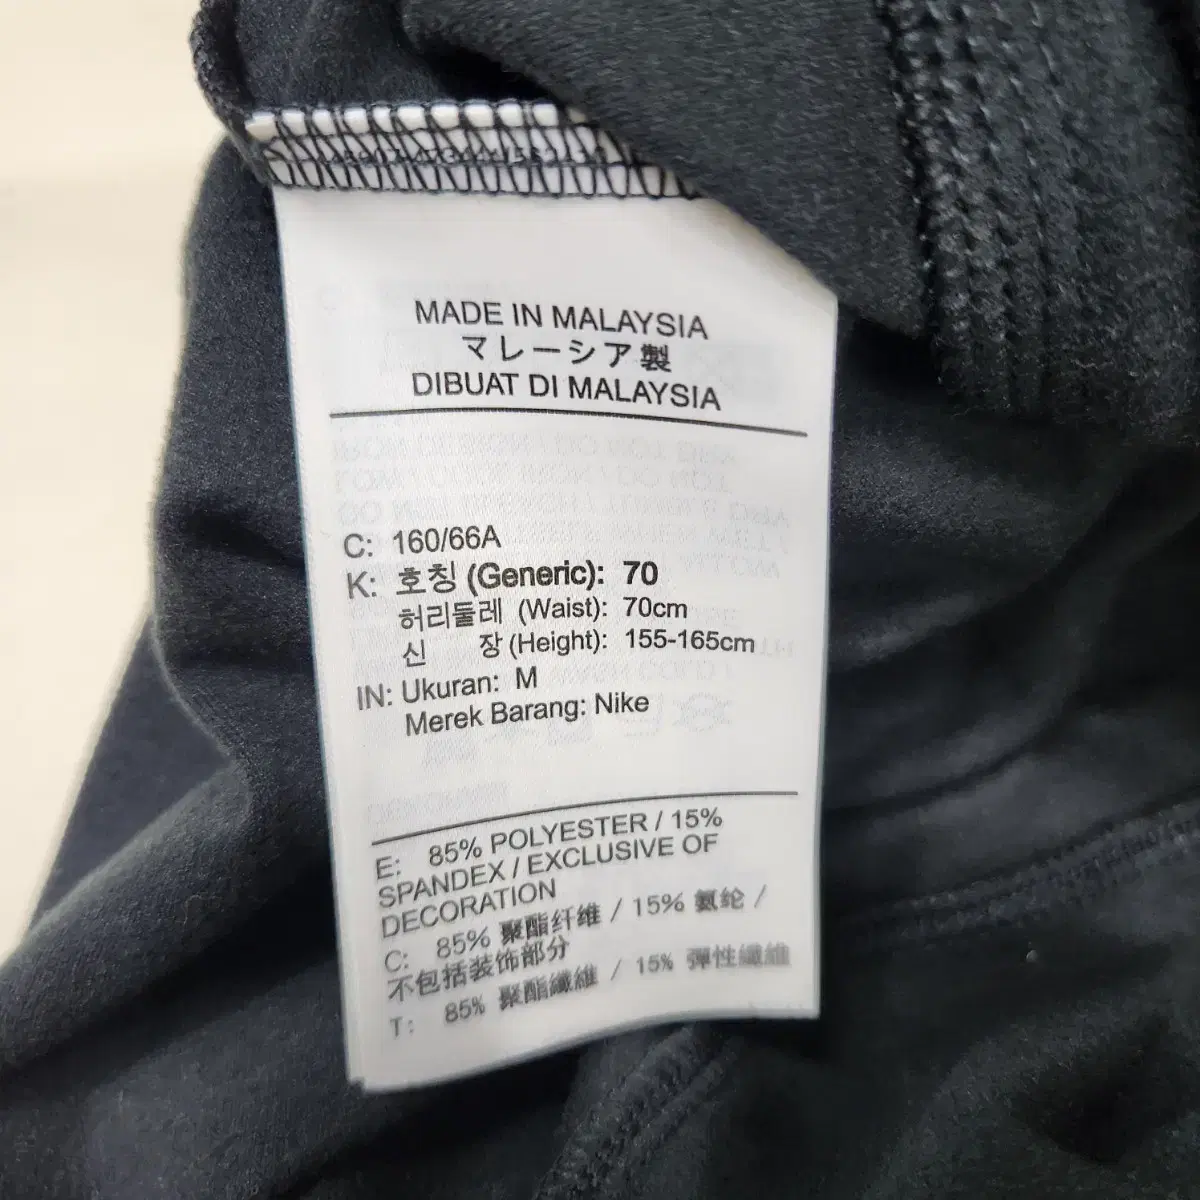 MADE IN MALAYSIA
マレーシア製
DIBUAT DI MALAYSIA
C: 160/66A
K: 호칭 (Generic): 70
허리둘레 (Waist): 70cm
신 장 (Height): 155-165cm
IN: Ukuran: M
Merek Barang: Nike
E: 85% POLYESTER / 15%
SPANDEX / EXCLUSIVE OF
DECORATION
C: 85% 聚酯纤维 / 15% 氨纶 /
不包括装饰部分
T: 85% 聚酯纖維 / 15% 彈性纖維